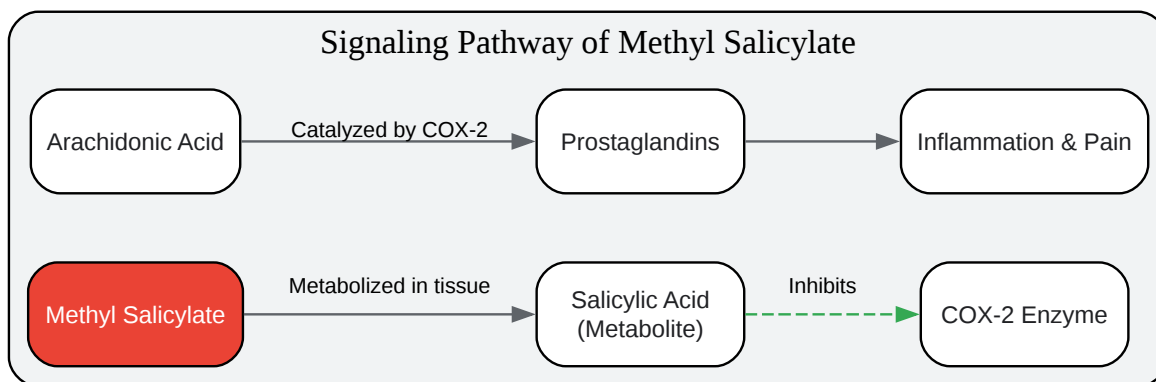 Signaling Pathway of Methyl Salicylate
Arachidonic Acid
Catalyzed by COX-2
Prostaglandins
Inflammation & Pain
Methyl Salicylate
Metabolized in tissue
Salicylic Acid
(Metabolite)
Inhibits
COX-2 Enzyme